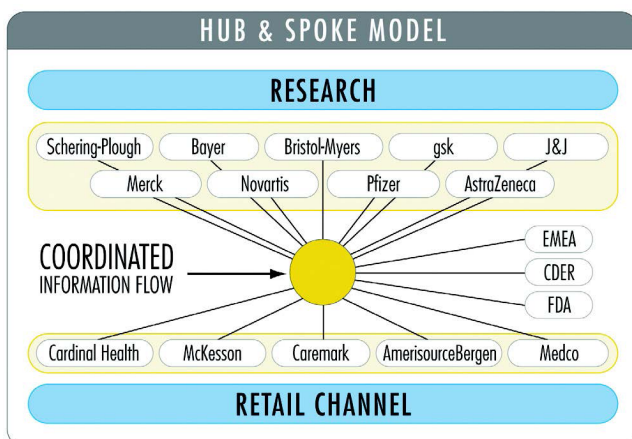 HUB & SPOKE MODEL
RESEARCH
Schering-Plough Bayer Bristol-Myers gsk J&J
Merck Novartis Pfizer AstraZeneca
COORDINATED
INFORMATION FLOW
EMEA
CDER
FDA
Cardinal Health McKesson Caremark AmerisourceBergen Medco
RETAIL CHANNEL